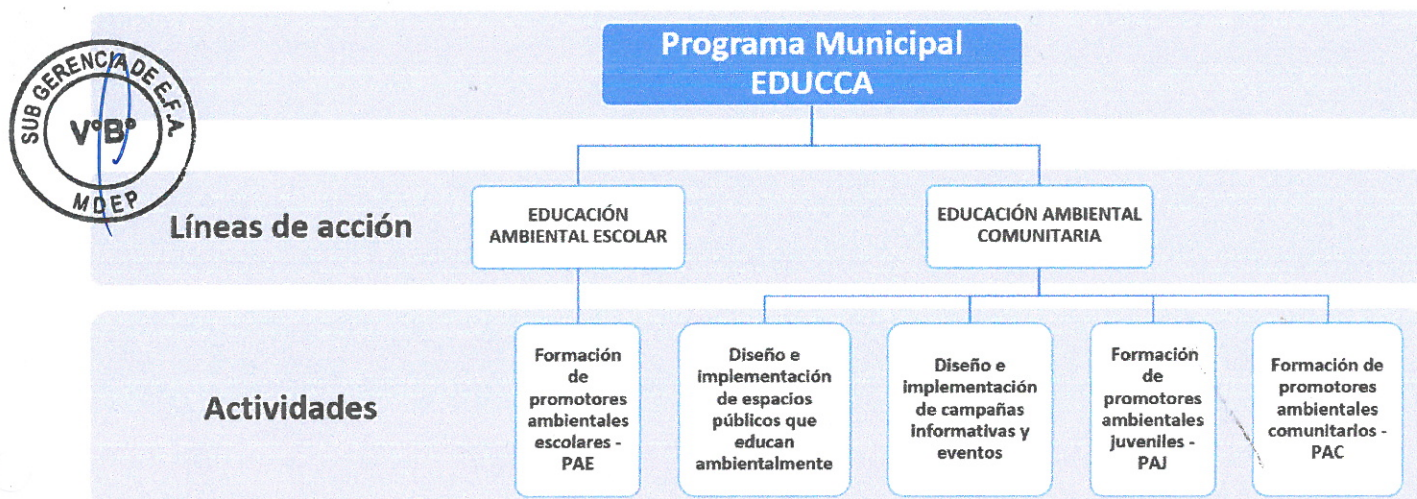 Programa Municipal
EDUCCA
SUB GERENCIA DE E.F.A.
V°B°
MDEP
Líneas de acción
EDUCACIÓN
AMBIENTAL ESCOLAR
EDUCACIÓN AMBIENTAL
COMUNITARIA
Actividades
Formación
de
promotores
ambientales
escolares -
PAE
Diseño e
implementación
de espacios
públicos que
educan
ambientalmente
Diseño e
implementación
de campañas
informativas y
eventos
Formación
de
promotores
ambientales
juveniles -
PAJ
Formación de
promotores
ambientales
comunitarios -
PAC